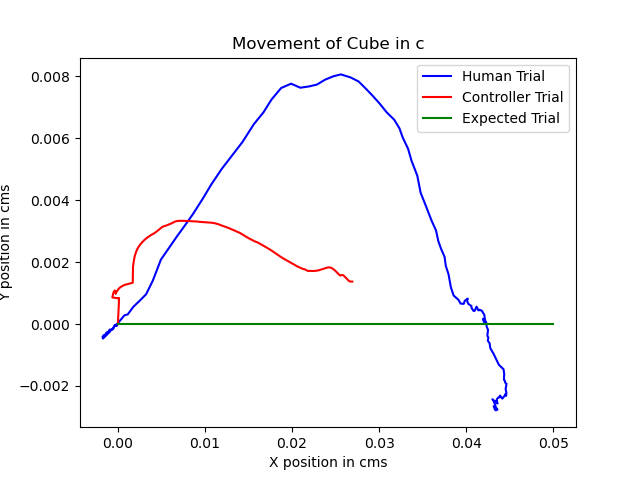 Movement of Cube in c
Human Trial
Controller Trial
Expected Trial
0.008
0.006
0.004
0.002
0.000
−0.002
Y position in cms
0.00 0.01 0.02 0.03 0.04 0.05
X position in cms